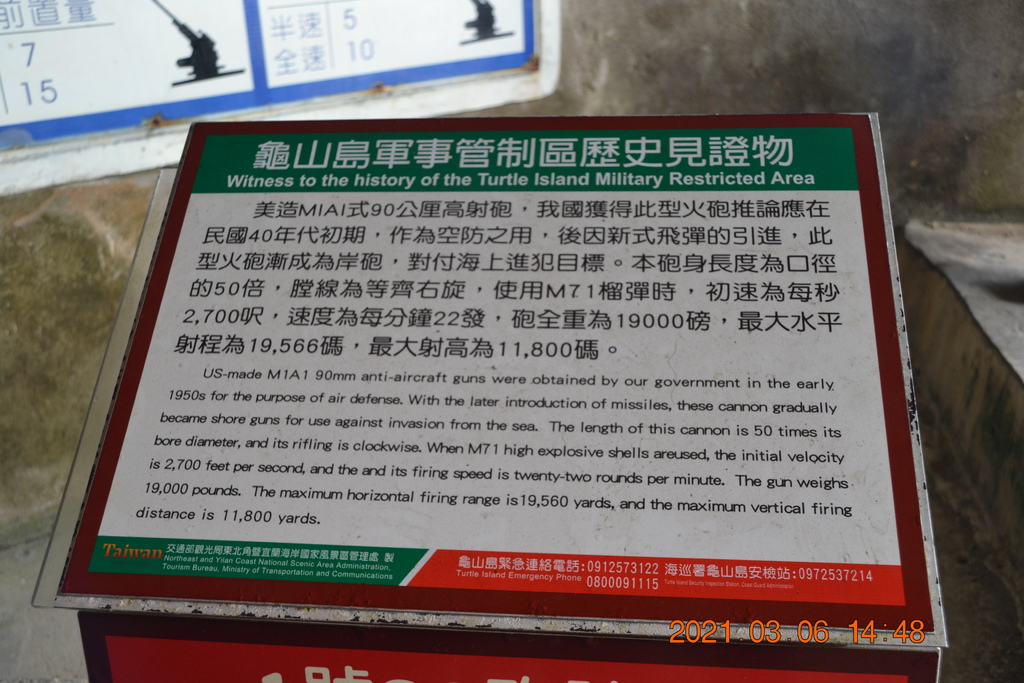 前置量
7
15
半速 5
全速 10
龜山島軍事管制區歷史見證物
Witness to the history of the Turtle Island Military Restricted Area
美造MIAI式90公厘高射砲，我國獲得此型火砲推論應在
民國40年代初期，作為空防之用，後因新式飛彈的引進，此
型火砲漸成為岸砲，對付海上進犯目標。本砲身長度為口徑
的50倍，膛線為等齊右旋，使用M71榴彈時，初速為每秒
2,700呎，速度為每分鐘22發，砲全重為19000磅，最大水平
射程為19,566碼，最大射高為11,800碼。
US-made M1A1 90mm anti-aircraft guns were obtained by our government in the early
1950s for the purpose of air defense. With the later introduction of missiles, these cannon gradually
became shore guns for use against invasion from the sea. The length of this cannon is 50 times its
bore diameter, and its rifling is clockwise. When M71 high explosive shells areused, the initial velocity
is 2,700 feet per second, and the and its firing speed is twenty-two rounds per minute. The gun weighs
19,000 pounds. The maximum horizontal firing range is19,560 yards, and the maximum vertical firing
distance is 11,800 yards.
Taiwan 交通部觀光局東北角暨宜蘭海岸國家風景區管理處 製
Northeast and Yilan Coast National Scenic Area Administration,
Tourism Bureau, Ministry of Transportation and Communications
龜山島緊急連絡電話:0912573122 海巡署龜山島安檢站:0972537214
Turtle Island Emergency Phone 0800091115 Turtle Island Security Inspection Station, Coast Guard Administration
2021.03.06 14:48